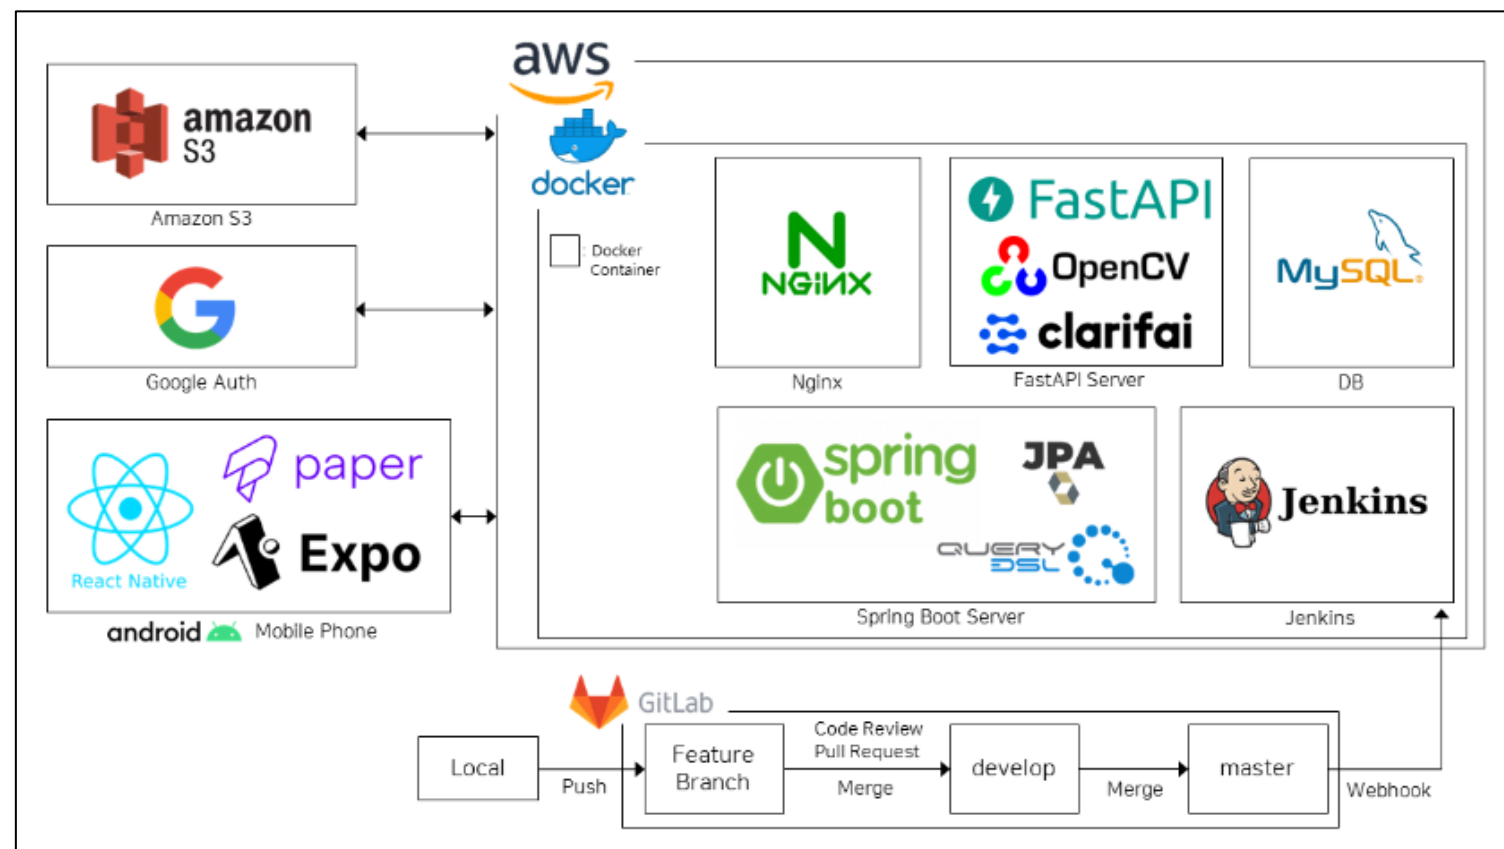 aws
docker
amazon
S3
Amazon S3
: Docker
Container
NGINX
Nginx
FastAPI
OpenCV
clarifai
FastAPI Server
MySQL®
DB
Google Auth
paper
Expo
React Native
android Mobile Phone
spring
boot
JPA
QUERY
DSL
Spring Boot Server
Jenkins
Jenkins
GitLab
Local
Push
Feature
Branch
Code Review
Pull Request
Merge
develop
Merge
master
Webhook